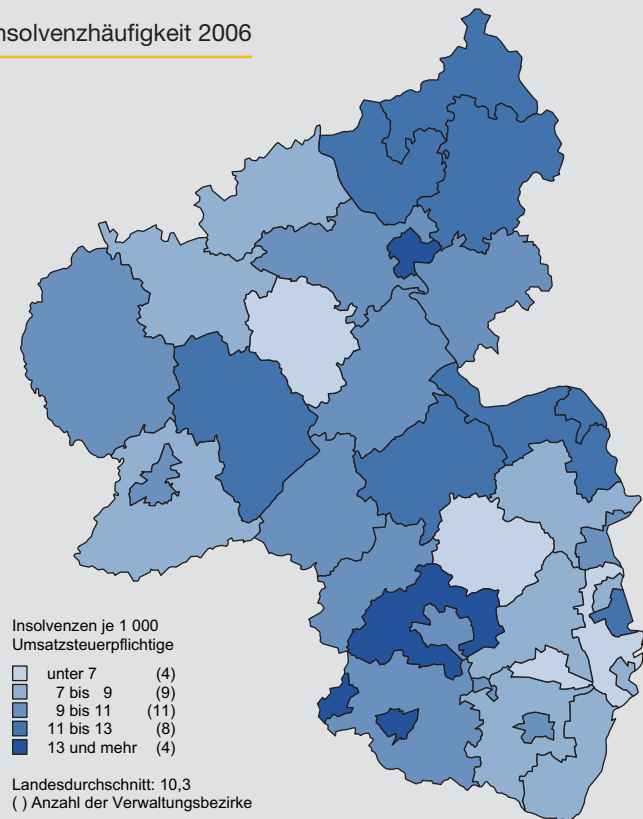 nsolvenzhäufigkeit 2006
Insolvenzen je 1 000
Umsatzsteuerpflichtige
unter 7 (4)
7 bis 9 (9)
9 bis 11 (11)
11 bis 13 (8)
13 und mehr (4)
Landesdurchschnitt: 10,3
( ) Anzahl der Verwaltungsbezirke